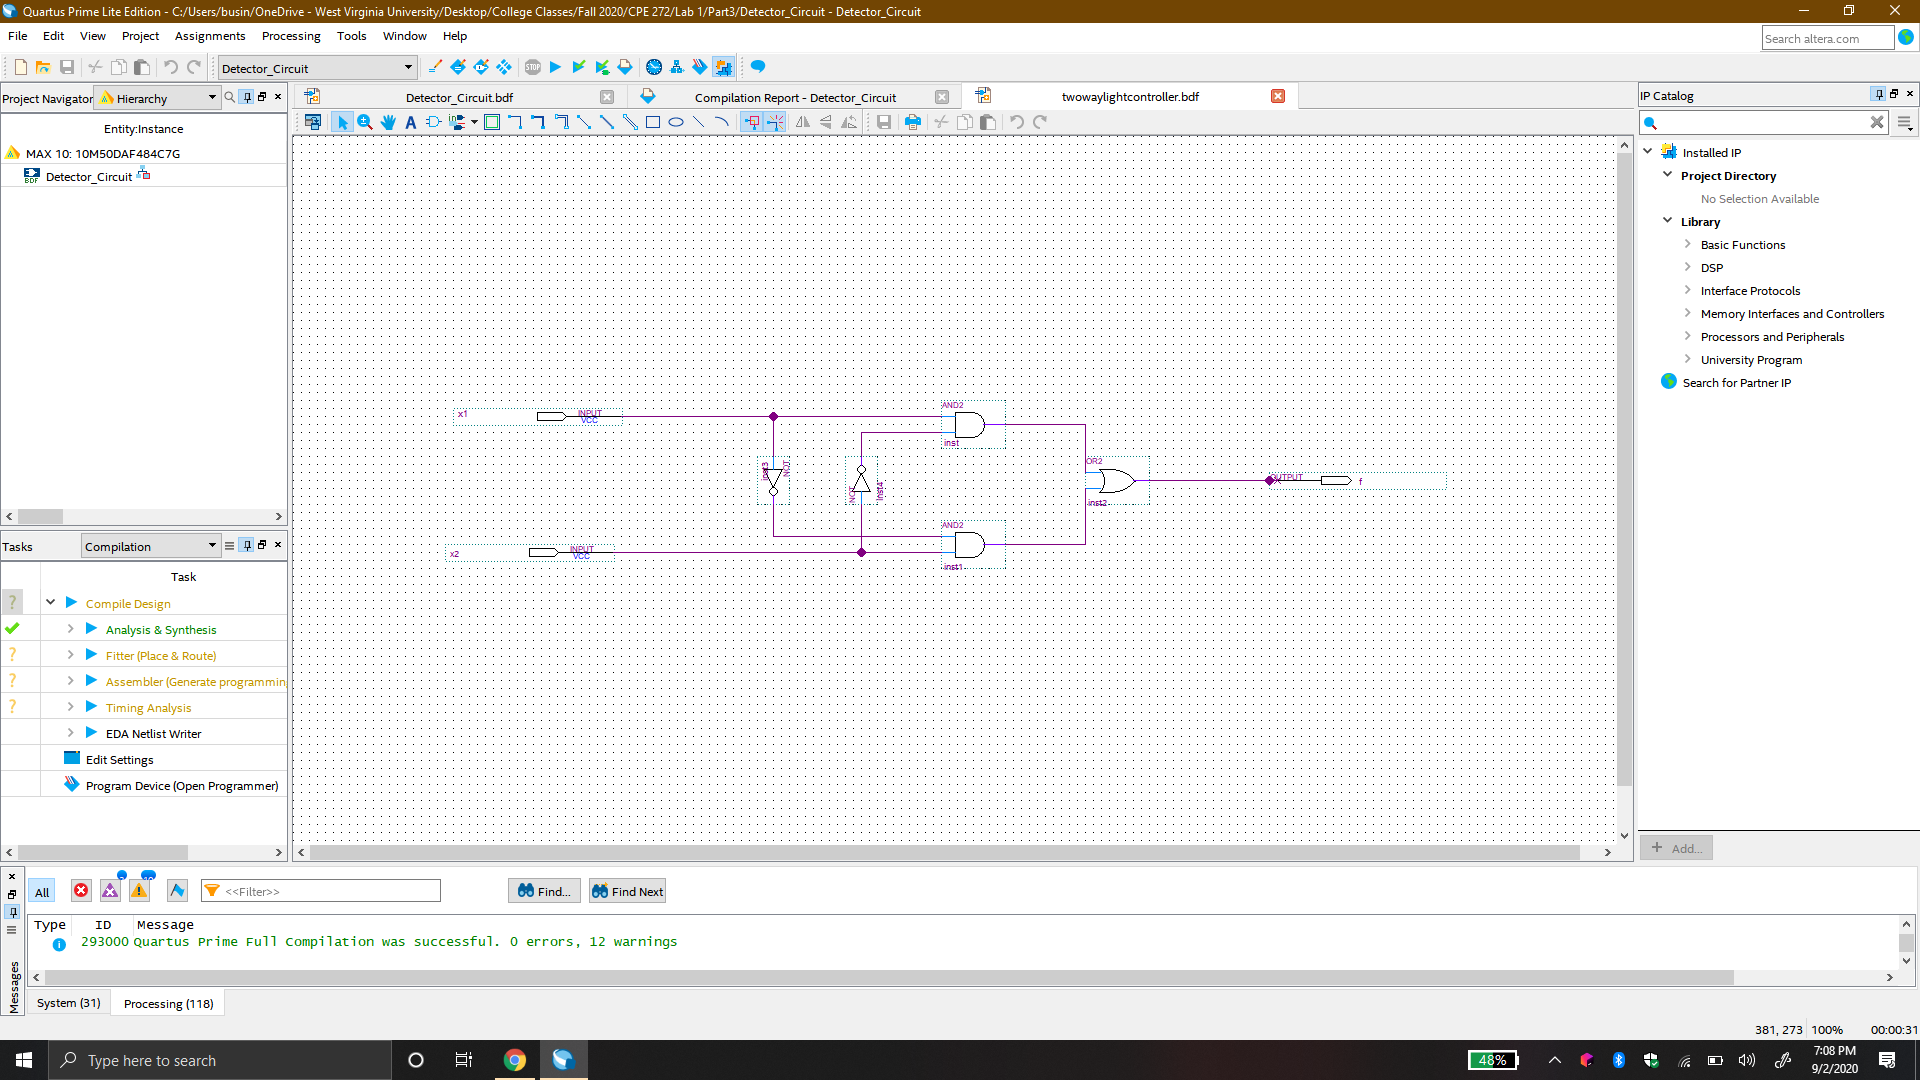 Quartus Prime Lite Edition - C:/Users/busin/OneDrive - West Virginia University/Desktop/College Classes/Fall 2020/CPE 272/Lab 1/Part3/Detector_Circuit - Detector_Circuit
File Edit View Project Assignments Processing Tools Window Help
Search altera.com
Detector_Circuit
STOP
Project Navigator Hierarchy
Detector_Circuit.bdf
Compilation Report - Detector_Circuit
twowaylightcontroller.bdf
IP Catalog
Entity:Instance
MAX 10: 10M50DAF484C7G
BDF Detector_Circuit
Installed IP
Project Directory
No Selection Available
Library
Basic Functions
DSP
Interface Protocols
Memory Interfaces and Controllers
Processors and Peripherals
University Program
Search for Partner IP
Add...
x1
INPUT
VCC
AND2
inst
inst3
NOT
NOT
inst4
OR2
inst2
OUTPUT
f
x2
INPUT
VCC
AND2
inst1
Tasks Compilation
Task
Compile Design
Analysis & Synthesis
Fitter (Place & Route)
Assembler (Generate programmin
Timing Analysis
EDA Netlist Writer
Edit Settings
Program Device (Open Programmer)
All
<<Filter>>
Find...
Find Next
Type ID Message
293000 Quartus Prime Full Compilation was successful. 0 errors, 12 warnings
Messages
System (31)
Processing (118)
381, 273 100% 00:00:31
Type here to search
48%
7:08 PM
9/2/2020